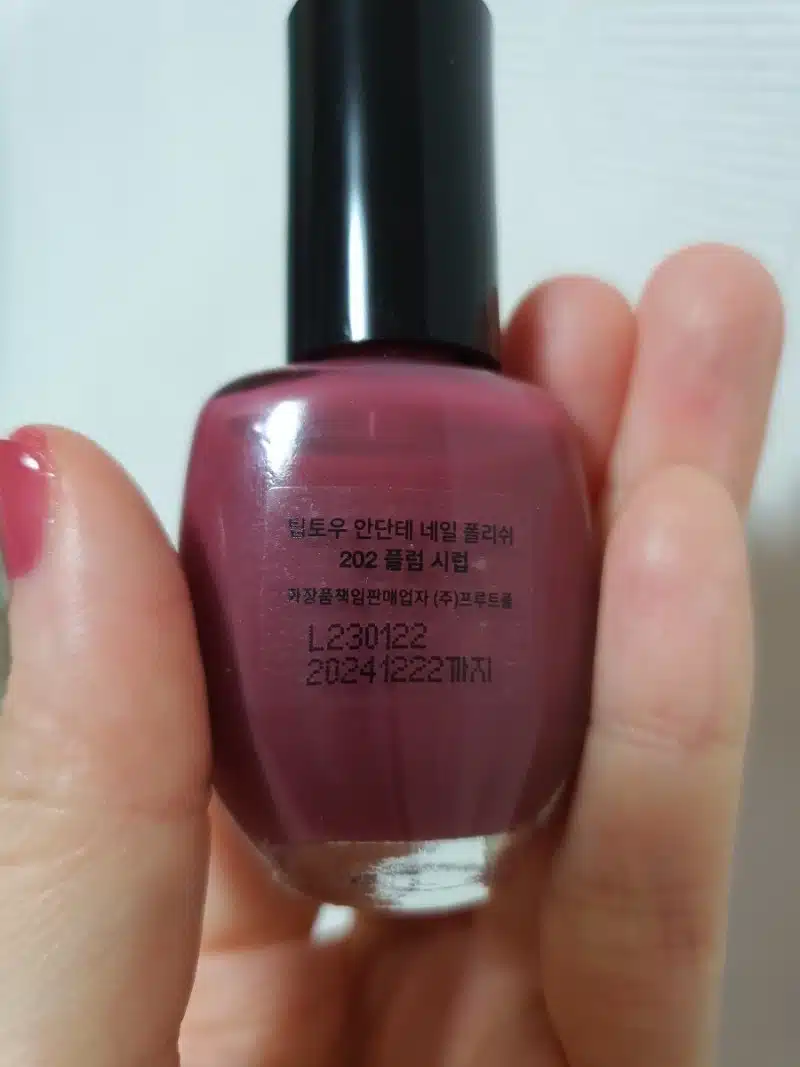 팁토우 안단테 네일 폴리쉬
202 플럼 시럽
화장품책임판매업자 (주)프루트롤
L230122
20241222까지